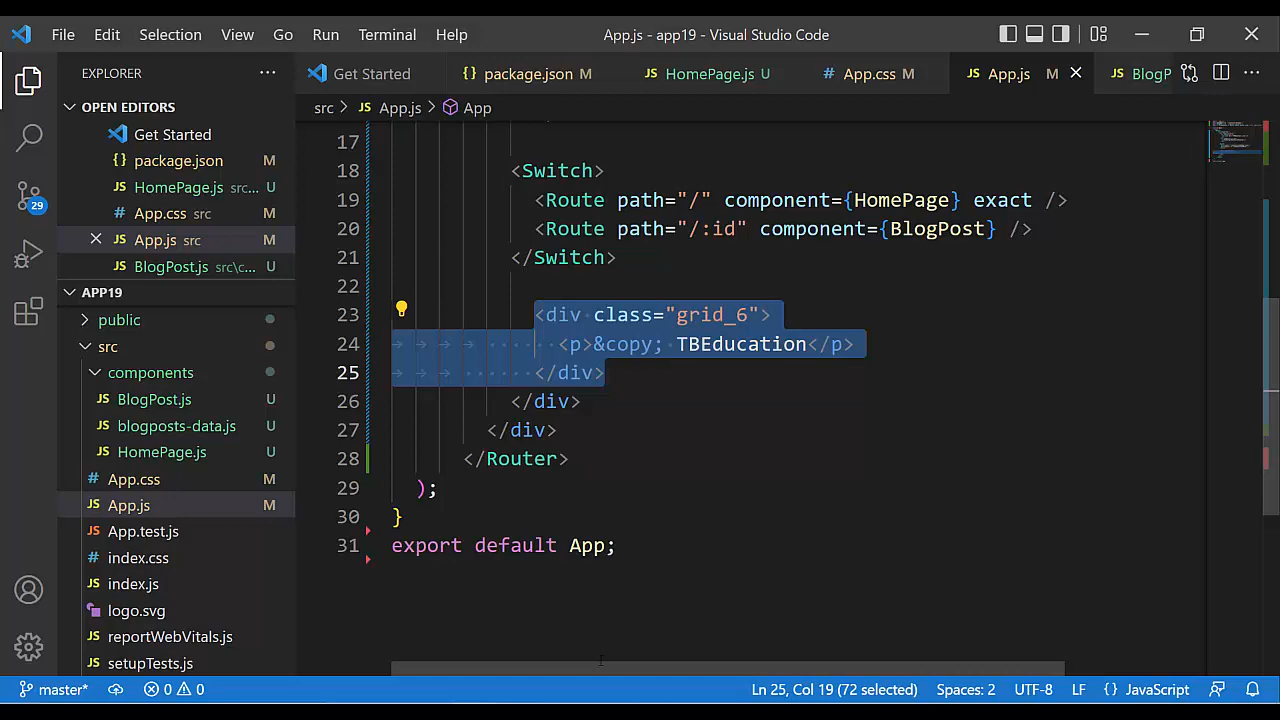 File Edit Selection View Go Run Terminal Help App.js - app19 - Visual Studio Code
EXPLORER
Get Started package.json M HomePage.js U App.css M App.js M BlogP
OPEN EDITORS
src App.js App
Get Started
package.json M
HomePage.js src... U
App.css src M
App.js src M
BlogPost.js src\c... U
APP19
public
src
components
BlogPost.js U
blogposts-data.js U
HomePage.js U
App.css M
App.js M
App.test.js
index.css
index.js
logo.svg
reportWebVitals.js
setupTests.js
29
17
18 <Switch>
19 <Route path="/" component={HomePage} exact />
20 <Route path="/:id" component={BlogPost} />
21 </Switch>
22
23 <div class="grid_6">
24 <p>&copy; TBEducation</p>
25 </div>
26 </div>
27 </div>
28 </Router>
29 );
30 }
31 export default App;
master* 0 0 Ln 25, Col 19 (72 selected) Spaces: 2 UTF-8 LF {} JavaScript